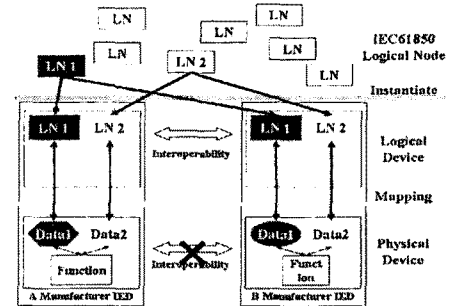 LN
LN
LN
LN
LN
LN
IEC61850
Logical Node
LN 1
LN 2
Instantiate
LN 1
LN 2
LN 1
LN 2
Interoperability
Logical
Device
Mapping
Data1
Data2
Data1
Data2
Physical
Device
Function
Interoperability
Funct
ion
A Manufacturer IED
B Manufacturer IED